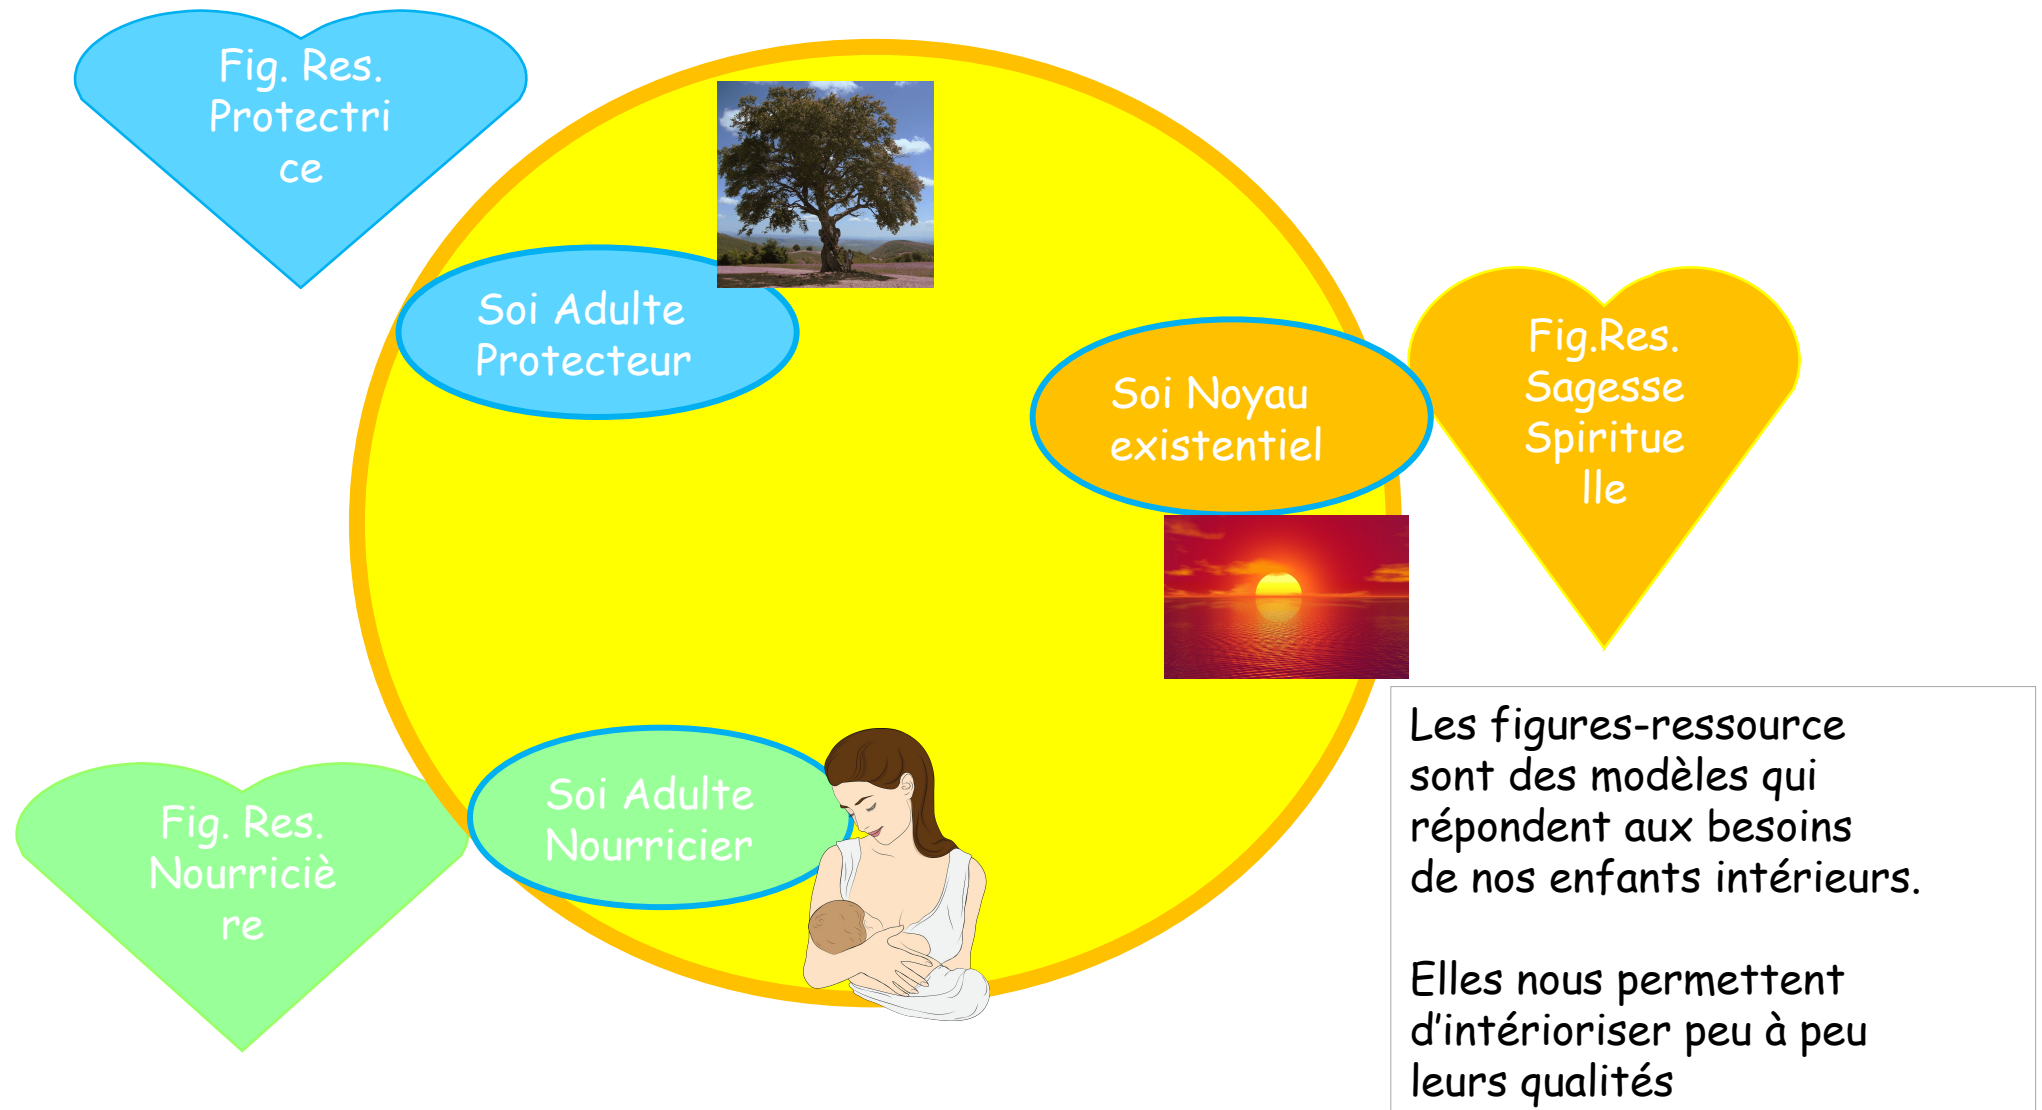 Fig. Res.
Protectri
ce
Soi Adulte
Protecteur
Soi Noyau
existentiel
Fig.Res.
Sagesse
Spiritue
lle
Soi Adulte
Nourricier
Fig. Res.
Nourriciè
re
Les figures-ressource
sont des modèles qui
répondent aux besoins
de nos enfants intérieurs.
Elles nous permettent
d'intérioriser peu à peu
leurs qualités